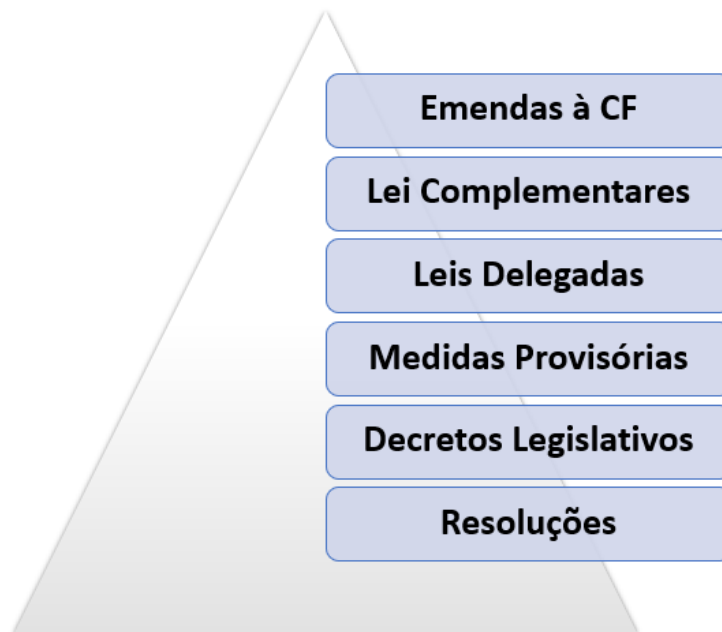 Emendas à CF
Lei Complementares
Leis Delegadas
Medidas Provisórias
Decretos Legislativos
Resoluções